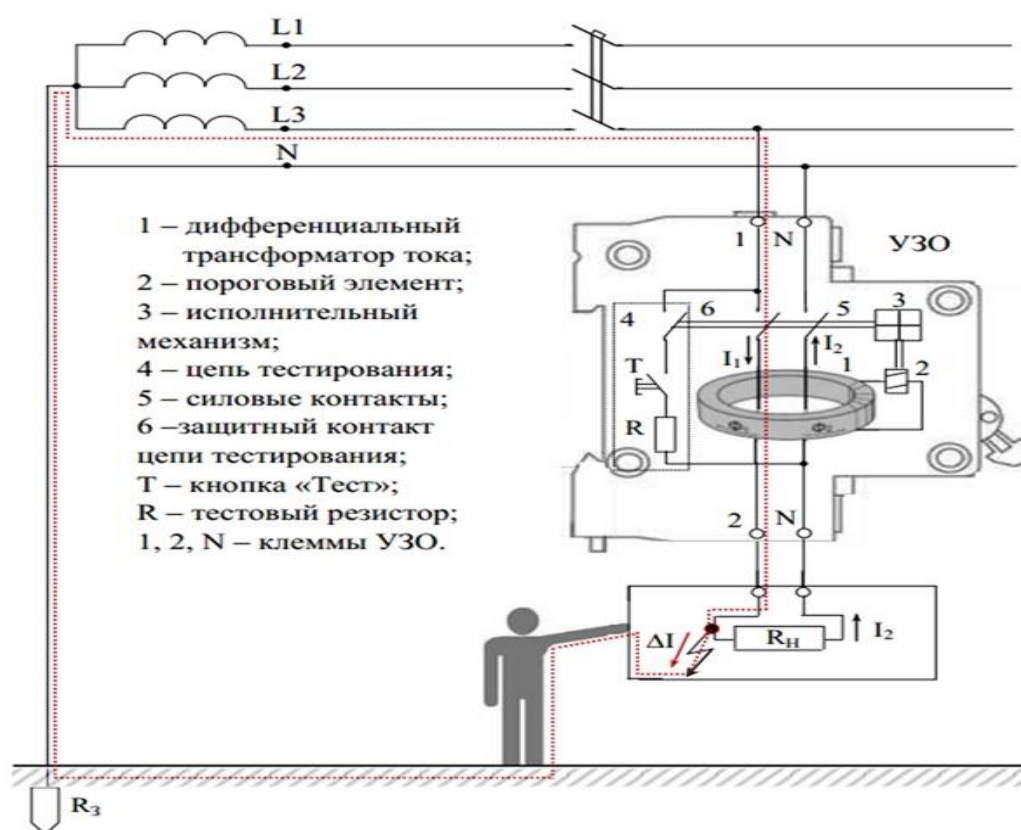 L1
L2
L3
N
1 – дифференциальный
трансформатор тока;
2 – пороговый элемент;
3 – исполнительный
механизм;
4 – цепь тестирования;
5 – силовые контакты;
6 –защитный контакт
цепи тестирования;
T – кнопка «Тест»;
R – тестовый резистор;
1, 2, N – клеммы УЗО.
1 N
УЗО
4 6 5 3
I₁ I₂ 1 2
T
R
Ф Ф
2 N
ΔI Rн I₂
R₃